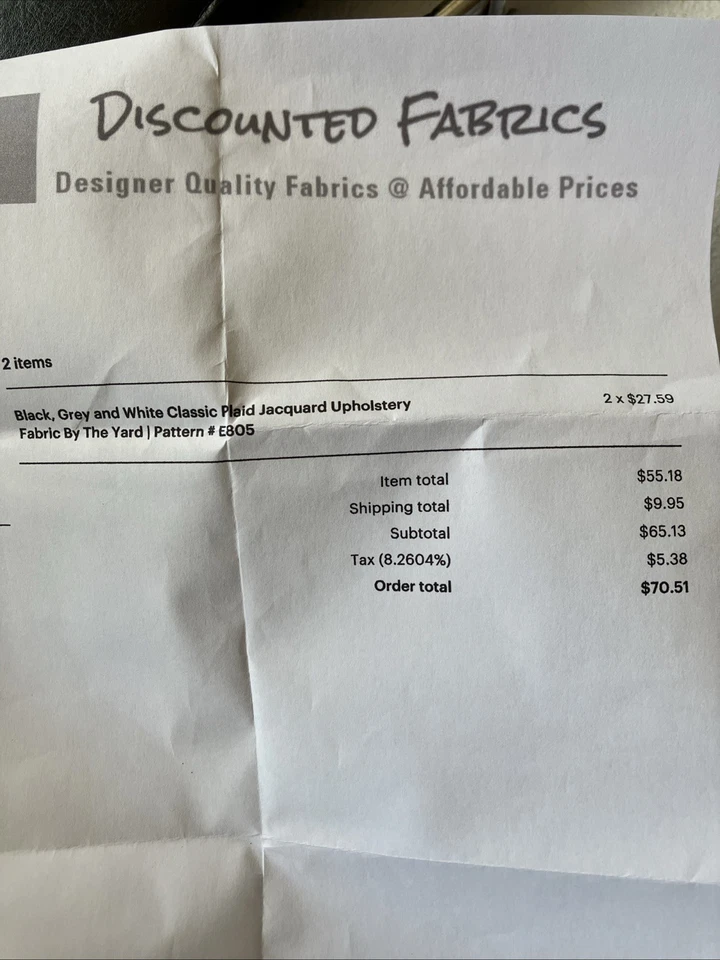 DISCOUNTED FABRICS
Designer Quality Fabrics @ Affordable Prices
2 items
Black, Grey and White Classic Plaid Jacquard Upholstery 2 x $27.59
Fabric By The Yard | Pattern # E805
Item total $55.18
Shipping total $9.95
Subtotal $65.13
Tax (8.2604%) $5.38
Order total $70.51